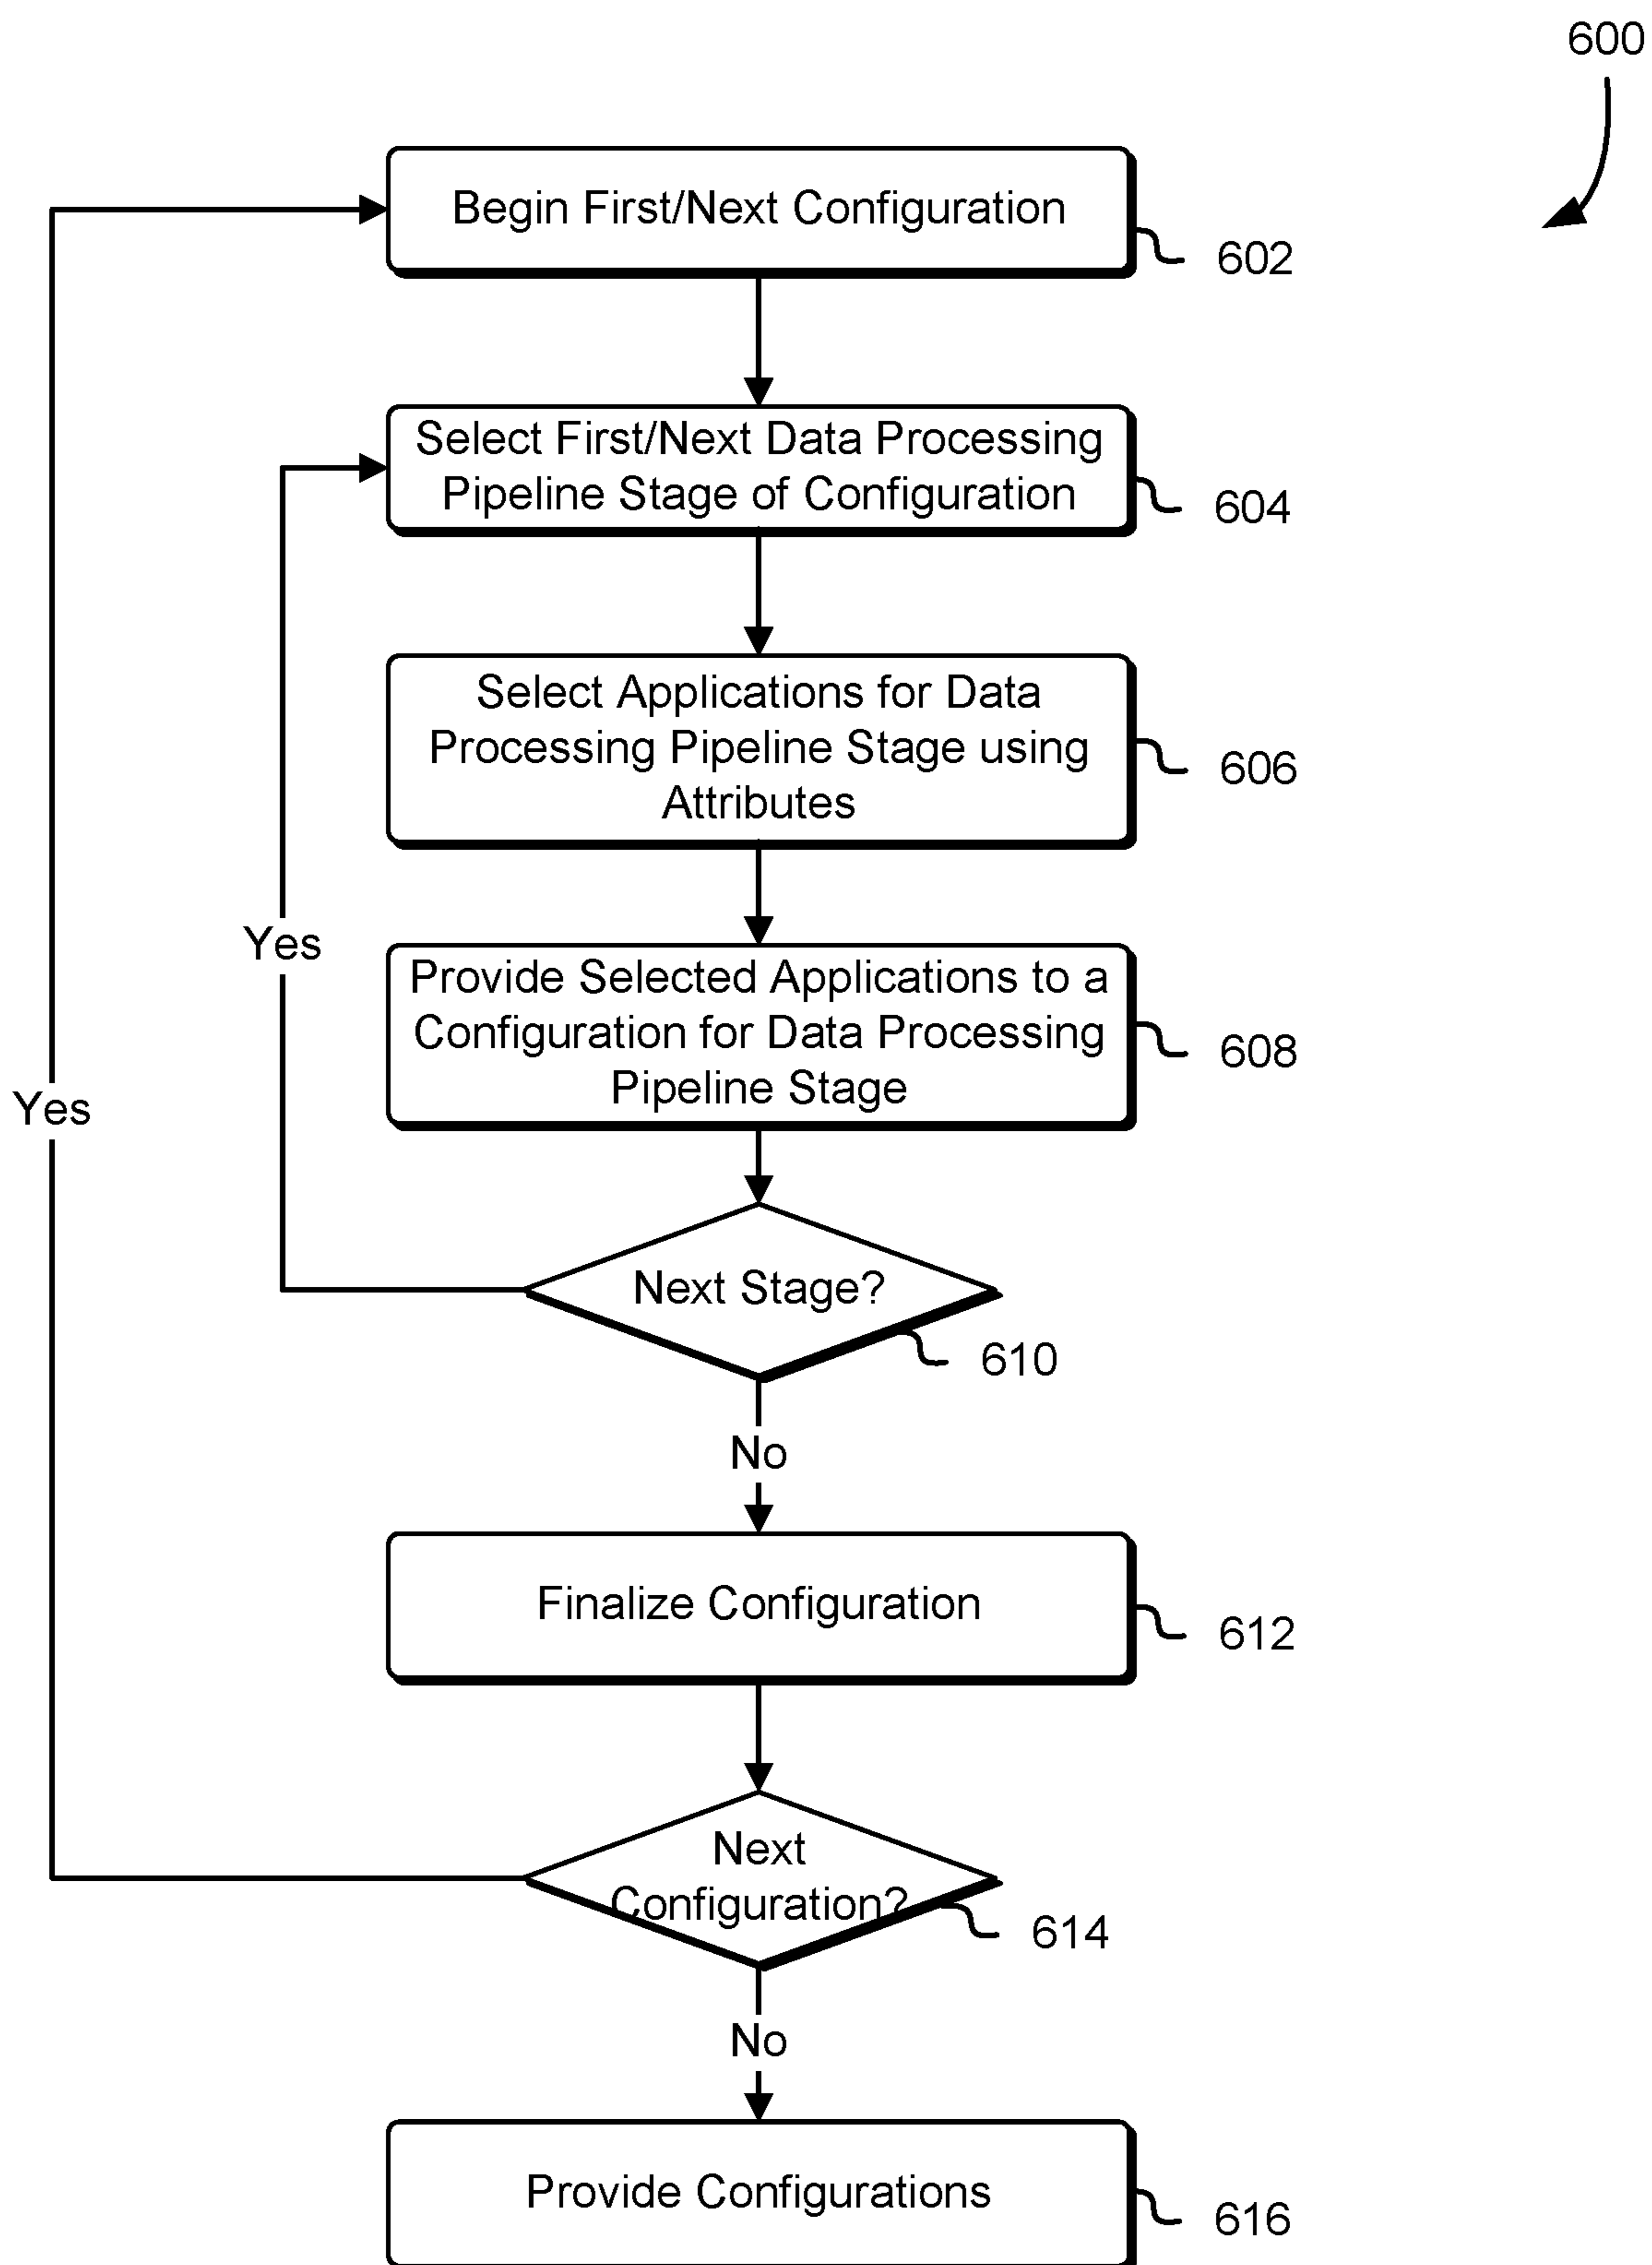 600
Begin First/Next Configuration
602
Select First/Next Data Processing
Pipeline Stage of Configuration
604
Select Applications for Data
Processing Pipeline Stage using
Attributes
606
Yes
Provide Selected Applications to a
Configuration for Data Processing
Pipeline Stage
608
Yes
Next Stage?
610
No
Finalize Configuration
612
Next
Configuration?
614
No
Provide Configurations
616